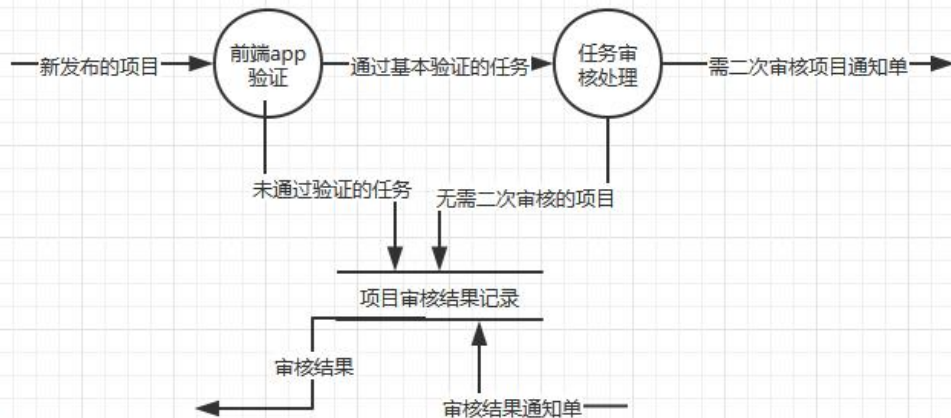 新发布的项目
前端app
验证
通过基本验证的任务
任务审
核处理
需二次审核项目通知单
未通过验证的任务
无需二次审核的项目
项目审核结果记录
审核结果
审核结果通知单